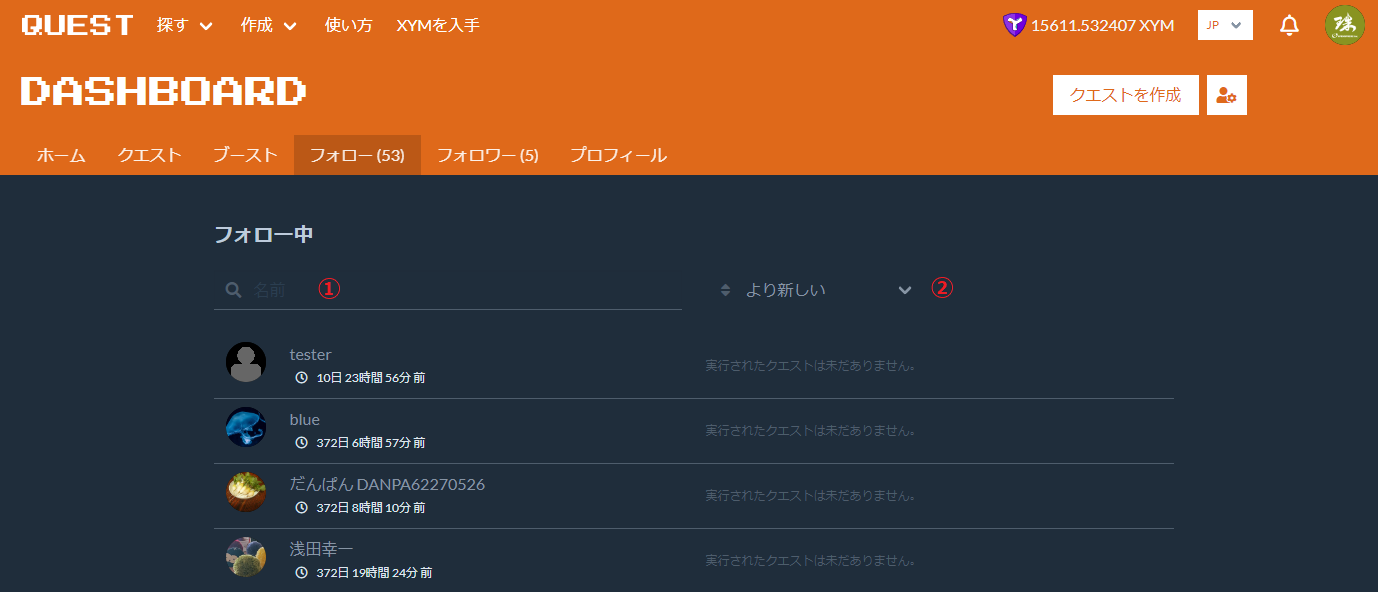 QUEST 探す 作成 使い方 XYMを入手 15611.532407 XYM JP
DASHBOARD クエストを作成
ホーム クエスト ブースト フォロー (53) フォロワー (5) プロフィール
フォロー中
名前 ① より新しい ②
tester
10日 23時間 56分 前
実行されたクエストは未だありません。
blue
372日 6時間 57分 前
実行されたクエストは未だありません。
だんぱん DANPA62270526
372日 8時間 10分 前
実行されたクエストは未だありません。
浅田幸一
372日 19時間 24分 前
実行されたクエストは未だありません。